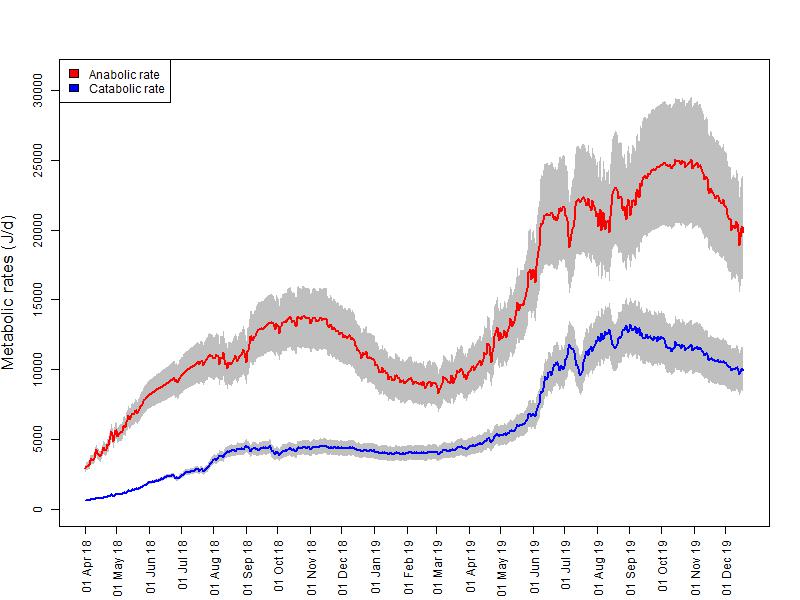 Anabolic rate
Catabolic rate
Metabolic rates (J/d)
30000
25000
20000
15000
10000
5000
0
01 Apr 18
01 May 18
01 Jun 18
01 Jul 18
01 Aug 18
01 Sep 18
01 Oct 18
01 Nov 18
01 Dec 18
01 Jan 19
01 Feb 19
01 Mar 19
01 Apr 19
01 May 19
01 Jun 19
01 Jul 19
01 Aug 19
01 Sep 19
01 Oct 19
01 Nov 19
01 Dec 19